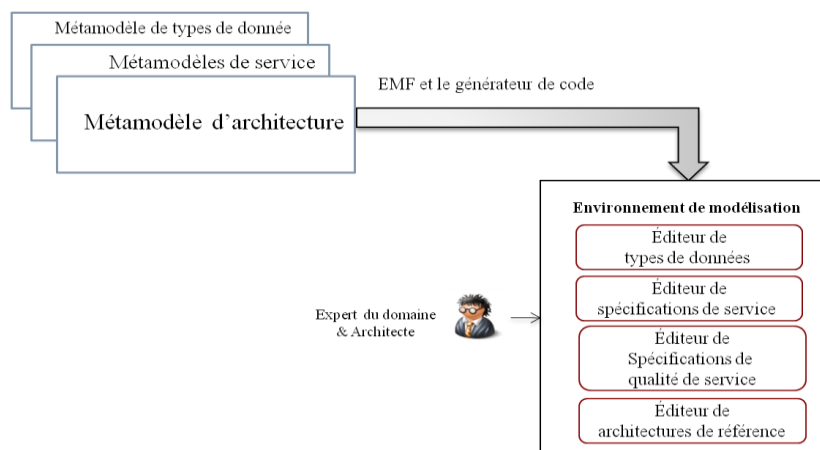 Métamodèle de types de donnée
Métamodèles de service
Métamodèle d’architecture
EMF et le générateur de code
Environnement de modélisation
Éditeur de
types de données
Éditeur de
spécifications de service
Éditeur de
Spécifications de
qualité de service
Éditeur de
architectures de référence
Expert du domaine
& Architecte